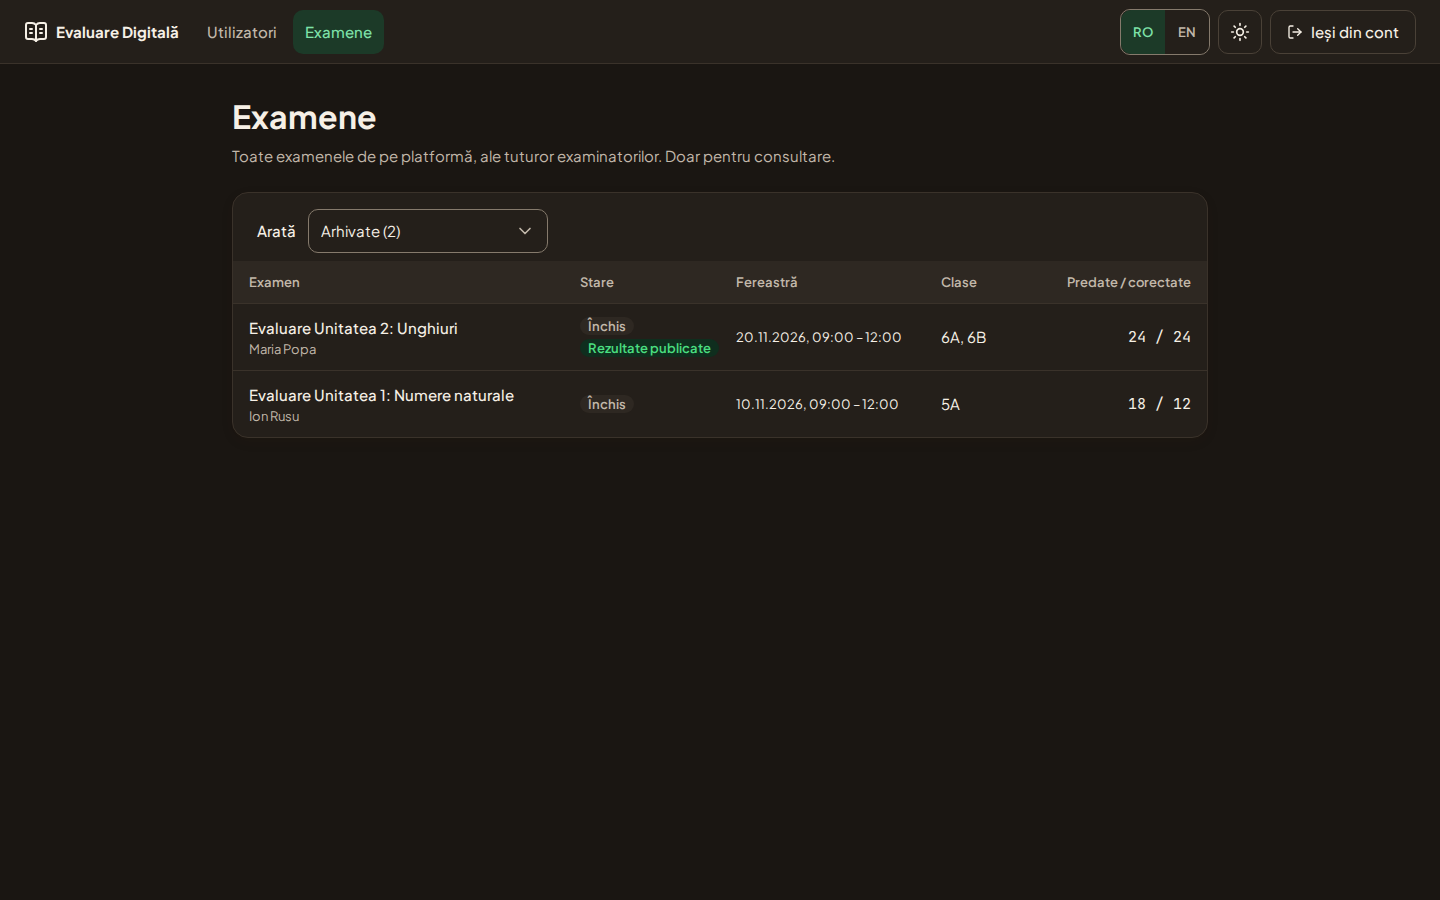 Evaluare Digitală Utilizatori Examene RO EN Ieși din cont
Examene
Toate examenele de pe platformă, ale tuturor examinatorilor. Doar pentru consultare.
Arată Arhivate (2)
Examen Stare Fereastră Clase Predate / corectate
Evaluare Unitatea 2: Unghiuri
Maria Popa
Închis
Rezultate publicate
20.11.2026, 09:00 – 12:00
6A, 6B
24 / 24
Evaluare Unitatea 1: Numere naturale
Ion Rusu
Închis
10.11.2026, 09:00 – 12:00
5A
18 / 12